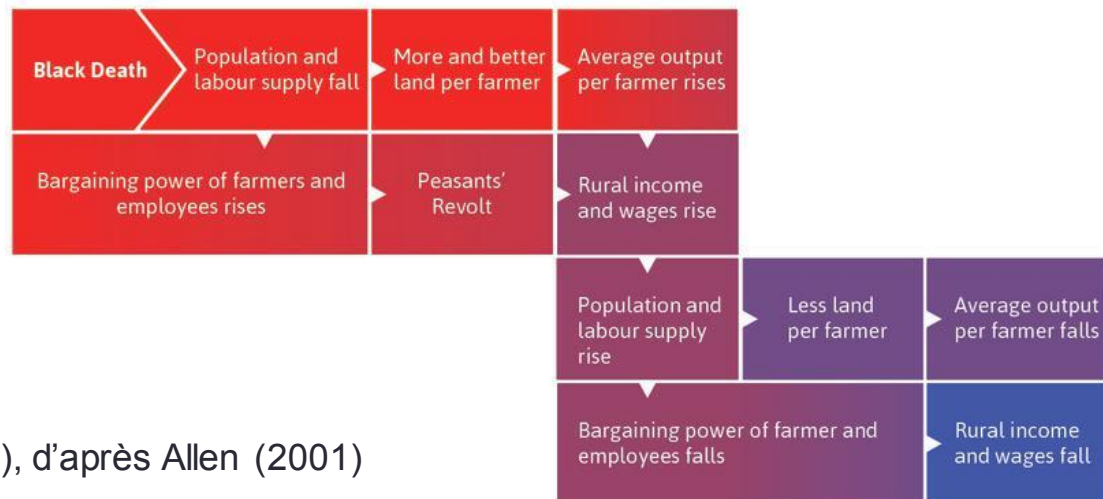 Black Death
Population and
labour supply fall
More and better
land per farmer
Average output
per farmer rises
Bargaining power of farmers and
employees rises
Peasants’
Revolt
Rural income
and wages rise
Population and
labour supply
rise
Less land
per farmer
Average output
per farmer falls
Bargaining power of farmer and
employees falls
Rural income
and wages fall
), d’après Allen (2001)